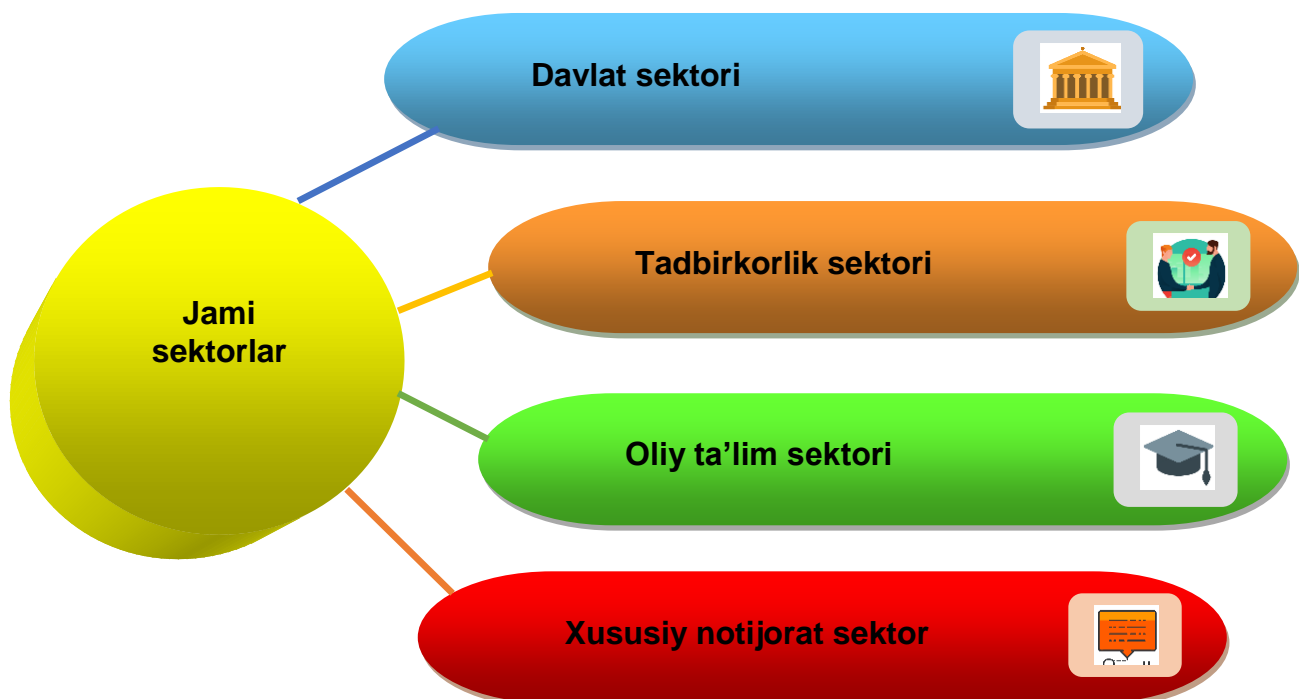 Davlat sektori
Tadbirkorlik sektori
Jami
sektorlar
Oliy ta’lim sektori
Xususiy notijorat sektor